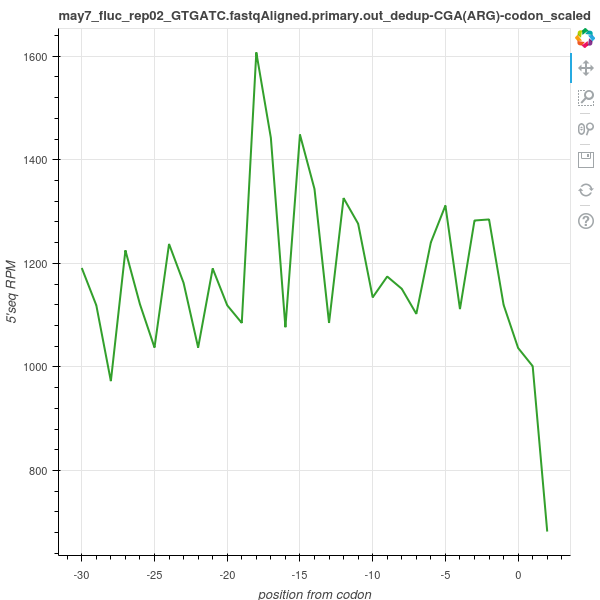 may7_fluc_rep02_GTGATC.fastqAligned.primary.out_dedup-CGA(ARG)-codon_scaled
1600
1400
1200
1000
800
5'seq RPM
-30 -25 -20 -15 -10 -5 0
position from codon